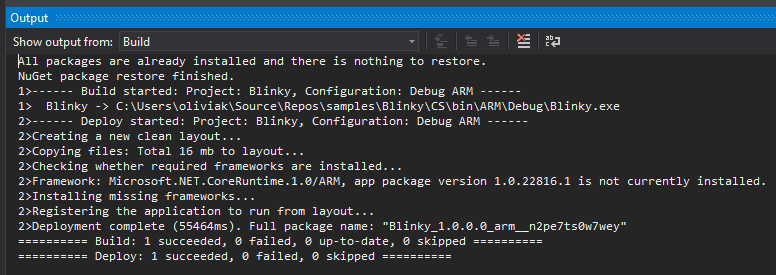 Output
Show output from: Build
All packages are already installed and there is nothing to restore.
NuGet package restore finished.
1>------ Build started: Project: Blinky, Configuration: Debug ARM ------
1>  Blinky -> C:\Users\oliviak\Source\Repos\samples\Blinky\CS\bin\ARM\Debug\Blinky.exe
2>------ Deploy started: Project: Blinky, Configuration: Debug ARM ------
2>Creating a new clean layout...
2>Copying files: Total 16 mb to layout...
2>Checking whether required frameworks are installed...
2>Framework: Microsoft.NET.CoreRuntime.1.0/ARM, app package version 1.0.22816.1 is not currently installed.
2>Installing missing frameworks...
2>Registering the application to run from layout...
2>Deployment complete (55464ms). Full package name: "Blinky_1.0.0.0_arm__n2pe7ts0w7wey"
========== Build: 1 succeeded, 0 failed, 0 up-to-date, 0 skipped ==========
========== Deploy: 1 succeeded, 0 failed, 0 skipped ==========